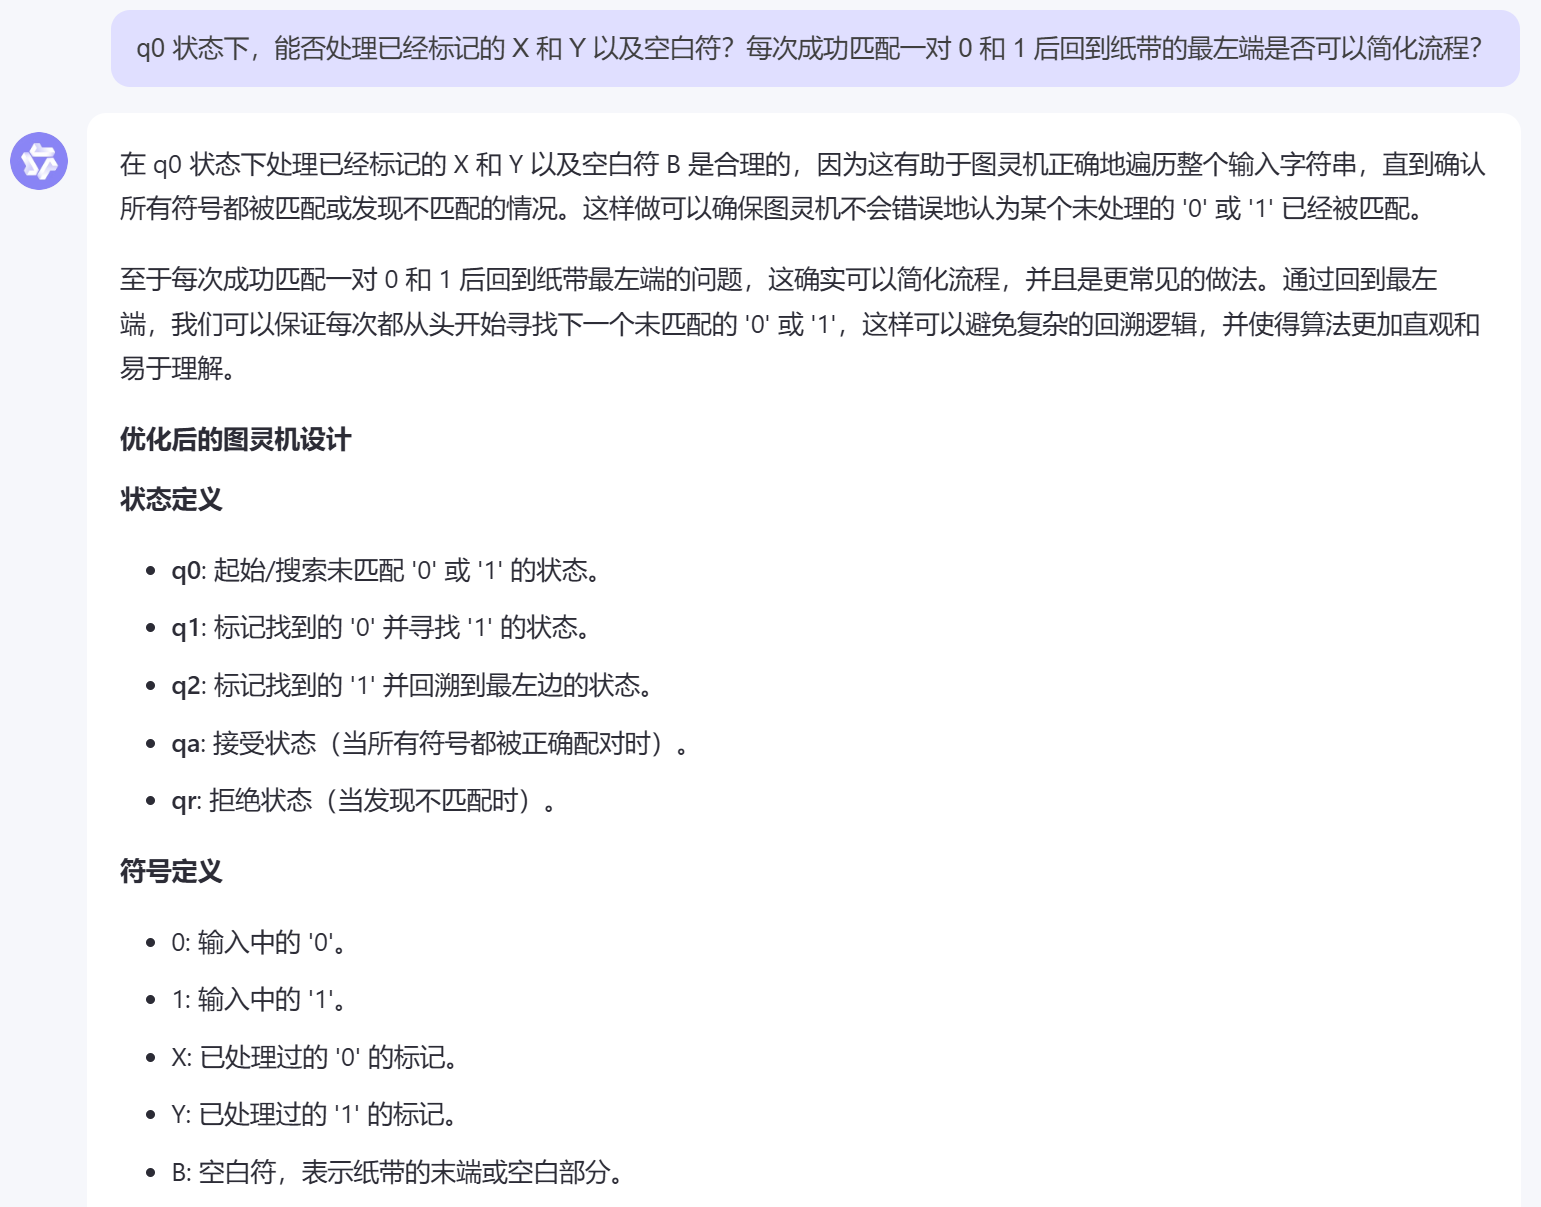 q0 状态下，能否处理已经标记的 X 和 Y 以及空白符？每次成功匹配一对 0 和 1 后回到纸带的最左端是否可以简化流程？
在 q0 状态下处理已经标记的 X 和 Y 以及空白符 B 是合理的，因为这有助于图灵机正确地遍历整个输入字符串，直到确认
所有符号都被匹配或发现不匹配的情况。这样做可以确保图灵机不会错误地认为某个未处理的 '0' 或 '1' 已经被匹配。
至于每次成功匹配一对 0 和 1 后回到纸带最左端的问题，这确实可以简化流程，并且是更常见的做法。通过回到最左
端，我们可以保证每次都从头开始寻找下一个未匹配的 '0' 或 '1'，这样可以避免复杂的回溯逻辑，并使得算法更加直观和
易于理解。
优化后的图灵机设计
状态定义
• q0: 起始/搜索未匹配 '0' 或 '1' 的状态。
• q1: 标记找到的 '0' 并寻找 '1' 的状态。
• q2: 标记找到的 '1' 并回溯到最左边的状态。
• qa: 接受状态（当所有符号都被正确配对时）。
• qr: 拒绝状态（当发现不匹配时）。
符号定义
• 0: 输入中的 '0'。
• 1: 输入中的 '1'。
• X: 已处理过的 '0' 的标记。
• Y: 已处理过的 '1' 的标记。
• B: 空白符，表示纸带的末端或空白部分。